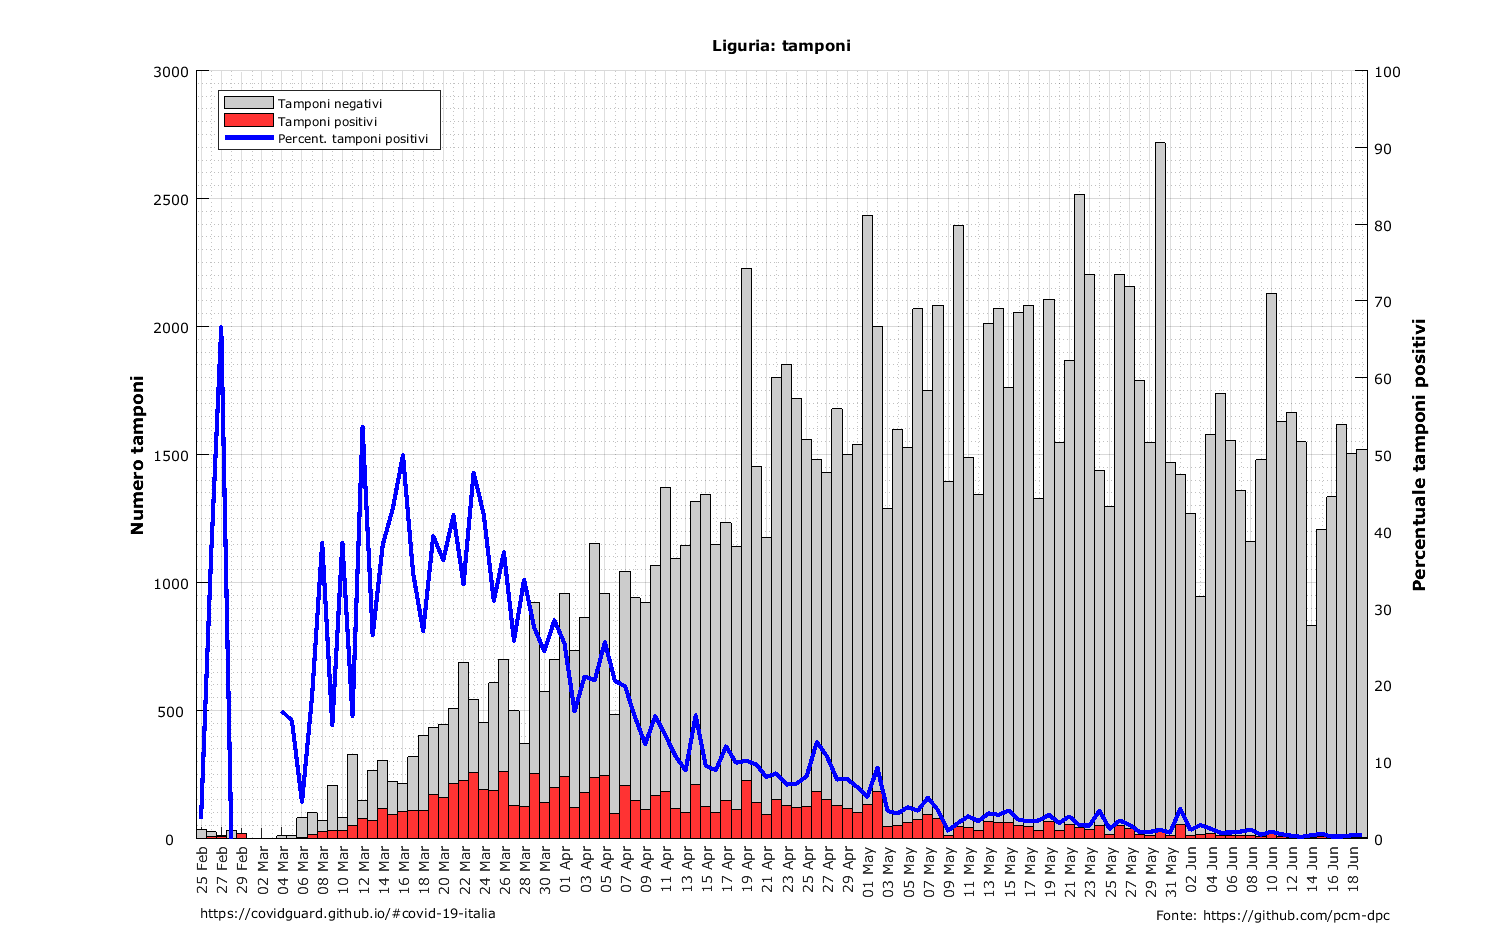 Liguria: tamponi
3000
2500
2000
1500
1000
500
0
Numero tamponi
Tamponi negativi
Tamponi positivi
Percent. tamponi positivi
100
90
80
70
60
50
40
30
20
10
0
Percentuale tamponi positivi
25 Feb
27 Feb
29 Feb
02 Mar
04 Mar
06 Mar
08 Mar
10 Mar
12 Mar
14 Mar
16 Mar
18 Mar
20 Mar
22 Mar
24 Mar
26 Mar
28 Mar
30 Mar
01 Apr
03 Apr
05 Apr
07 Apr
09 Apr
11 Apr
13 Apr
15 Apr
17 Apr
19 Apr
21 Apr
23 Apr
25 Apr
27 Apr
29 Apr
01 May
03 May
05 May
07 May
09 May
11 May
13 May
15 May
17 May
19 May
21 May
23 May
25 May
27 May
29 May
31 May
02 Jun
04 Jun
06 Jun
08 Jun
10 Jun
12 Jun
14 Jun
16 Jun
18 Jun
https://covidguard.github.io/#covid-19-italia
Fonte: https://github.com/pcm-dpc